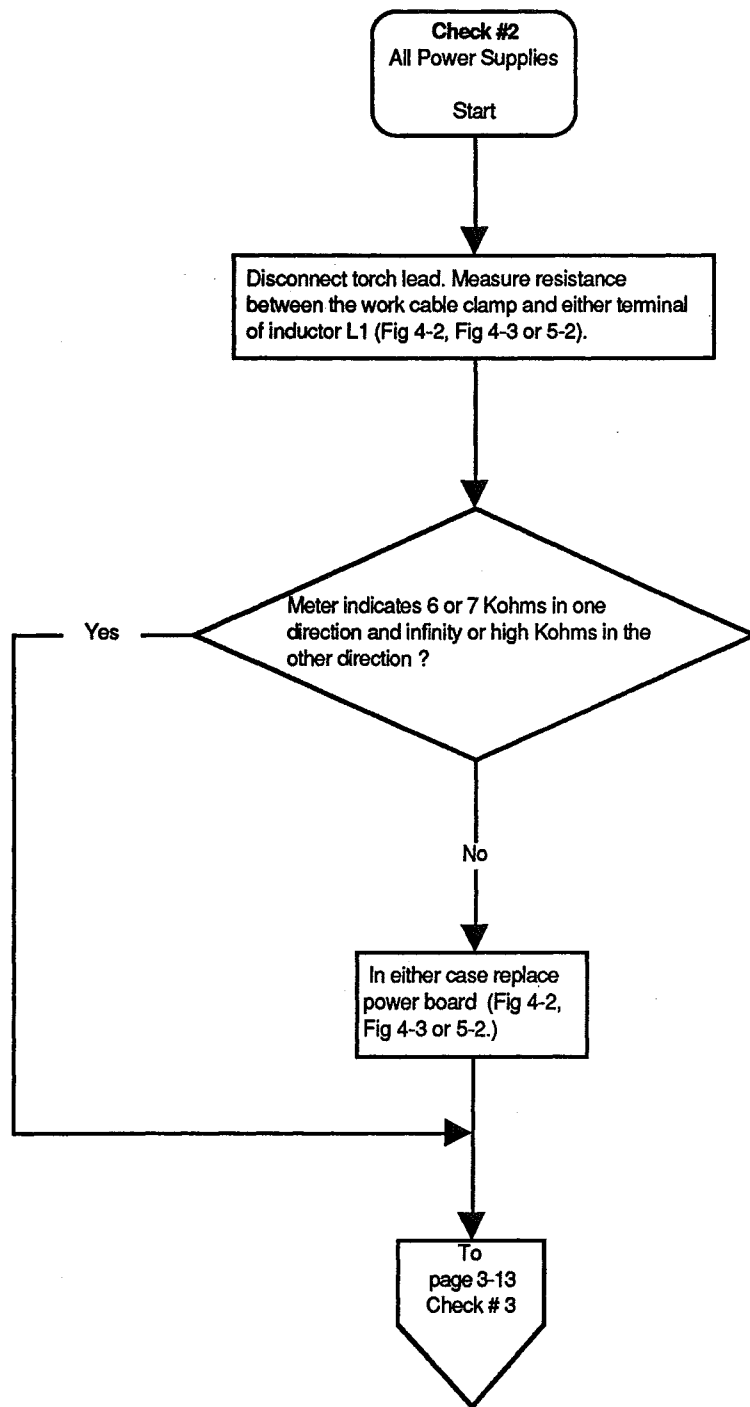 Check #2
All Power Supplies
Start
Disconnect torch lead. Measure resistance
between the work cable clamp and either terminal
of inductor L1 (Fig 4-2, Fig 4-3 or 5-2).
Meter indicates 6 or 7 Kohms in one
direction and infinity or high Kohms in the
other direction ?
Yes
No
In either case replace
power board (Fig 4-2,
Fig 4-3 or 5-2.)
To
page 3-13
Check # 3